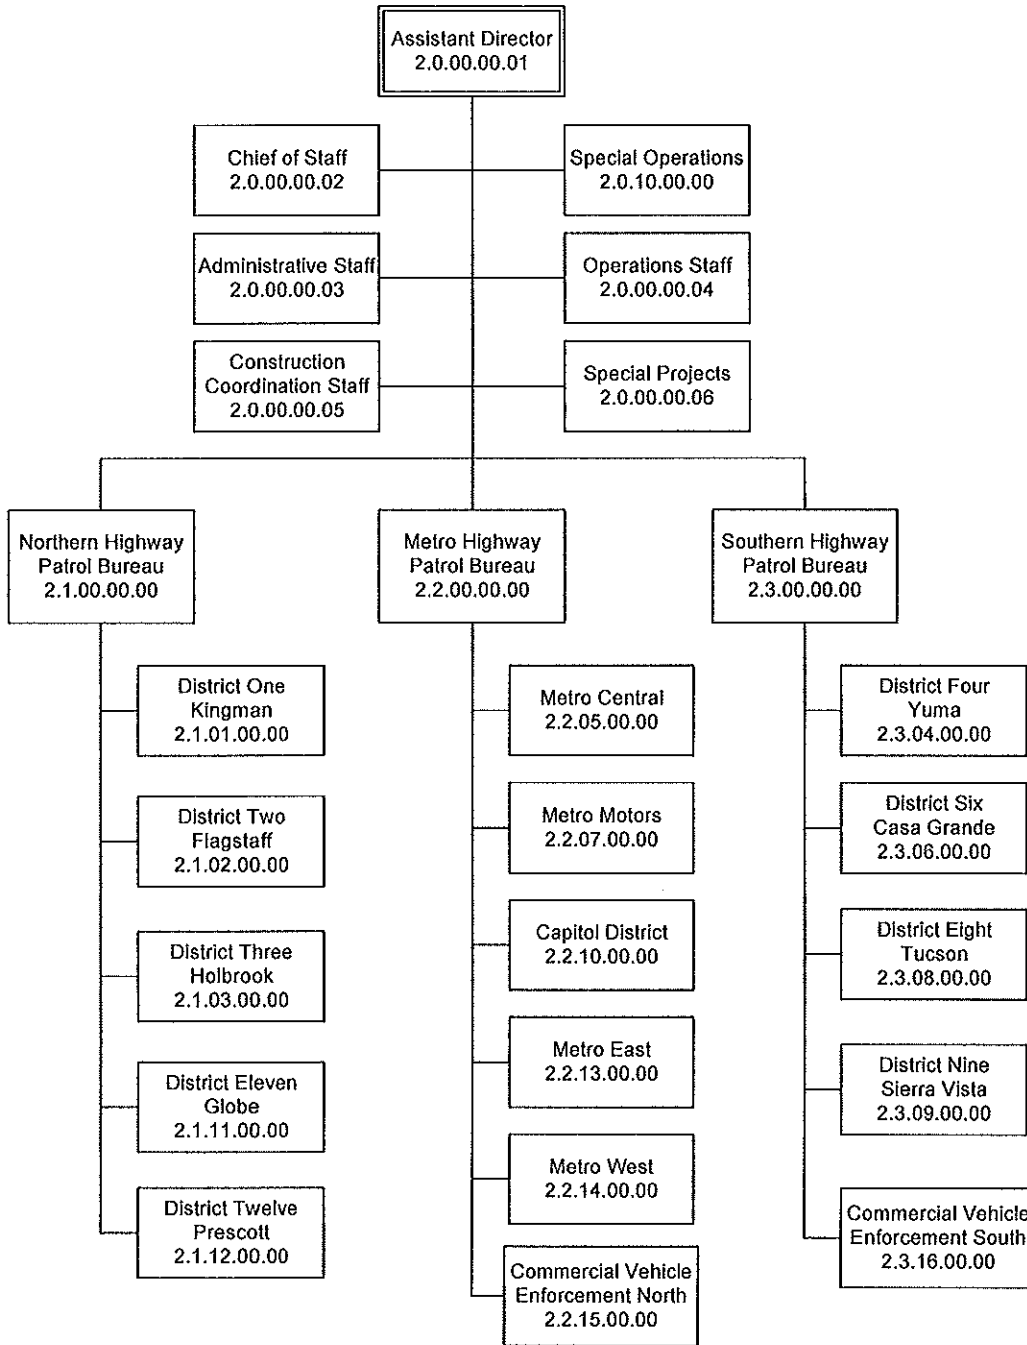 Assistant Director
2.0.00.00.01
Chief of Staff
2.0.00.00.02
Special Operations
2.0.10.00.00
Administrative Staff
2.0.00.00.03
Operations Staff
2.0.00.00.04
Construction
Coordination Staff
2.0.00.00.05
Special Projects
2.0.00.00.06
Northern Highway
Patrol Bureau
2.1.00.00.00
Metro Highway
Patrol Bureau
2.2.00.00.00
Southern Highway
Patrol Bureau
2.3.00.00.00
District One
Kingman
2.1.01.00.00
District Two
Flagstaff
2.1.02.00.00
District Three
Holbrook
2.1.03.00.00
District Eleven
Globe
2.1.11.00.00
District Twelve
Prescott
2.1.12.00.00
Metro Central
2.2.05.00.00
Metro Motors
2.2.07.00.00
Capitol District
2.2.10.00.00
Metro East
2.2.13.00.00
Metro West
2.2.14.00.00
Commercial Vehicle
Enforcement North
2.2.15.00.00
District Four
Yuma
2.3.04.00.00
District Six
Casa Grande
2.3.06.00.00
District Eight
Tucson
2.3.08.00.00
District Nine
Sierra Vista
2.3.09.00.00
Commercial Vehicle
Enforcement South
2.3.16.00.00